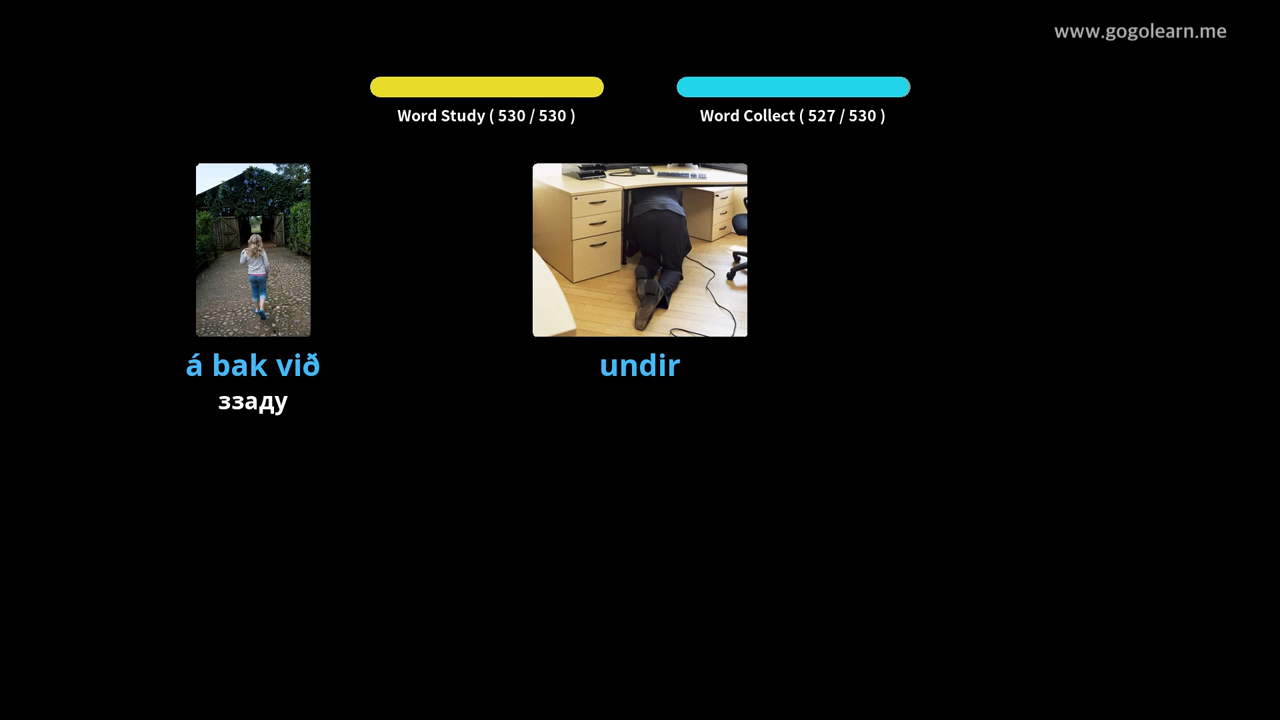 www.gogolearn.me
Word Study ( 530 / 530 )
Word Collect ( 527 / 530 )
á bak við
ззаду
undir